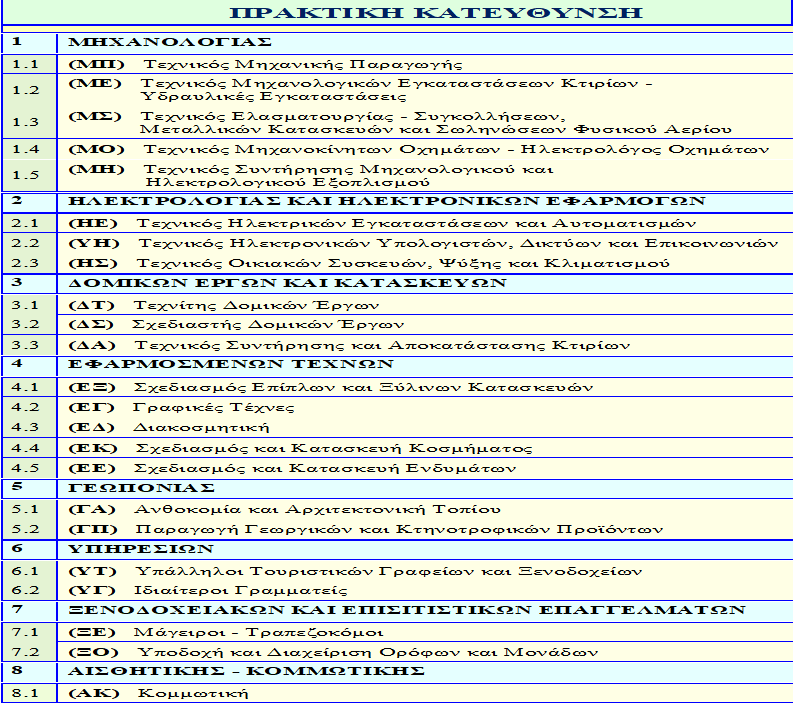 ΠΡΑΚΤΙΚΗ ΚΑΤΕΥΘΥΝΣΗ
1 ΜΗΧΑΝΟΛΟΓΙΑΣ
1.1 (ΜΠ) Τεχνικός Μηχανικής Παραγωγής
1.2 (ΜΕ) Τεχνικός Μηχανολογικών Εγκαταστάσεων Κτιρίων -
Υδραυλικές Εγκαταστάσεις
1.3 (ΜΣ) Τεχνικός Ελασματουργίας - Συγκολλήσεων,
Μεταλλικών Κατασκευών και Σωληνώσεων Φυσικού Αερίου
1.4 (ΜΟ) Τεχνικός Μηχανοκίνητων Οχημάτων - Ηλεκτρολόγος Οχημάτων
1.5 (ΜΗ) Τεχνικός Συντήρησης Μηχανολογικού και
Ηλεκτρολογικού Εξοπλισμού
2 ΗΛΕΚΤΡΟΛΟΓΙΑΣ ΚΑΙ ΗΛΕΚΤΡΟΝΙΚΩΝ ΕΦΑΡΜΟΓΩΝ
2.1 (ΗΕ) Τεχνικός Ηλεκτρικών Εγκαταστάσεων και Αυτοματισμών
2.2 (ΥΗ) Τεχνικός Ηλεκτρονικών Υπολογιστών, Δικτύων και Επικοινωνιών
2.3 (ΗΣ) Τεχνικός Οικιακών Συσκευών, Ψύξης και Κλιματισμού
3 ΔΟΜΙΚΩΝ ΕΡΓΩΝ ΚΑΙ ΚΑΤΑΣΚΕΥΩΝ
3.1 (ΔΤ) Τεχνίτης Δομικών Έργων
3.2 (ΔΣ) Σχεδιαστής Δομικών Έργων
3.3 (ΔΑ) Τεχνικός Συντήρησης και Αποκατάστασης Κτιρίων
4 ΕΦΑΡΜΟΣΜΕΝΩΝ ΤΕΧΝΩΝ
4.1 (ΕΞ) Σχεδιασμός Επίπλων και Ξύλινων Κατασκευών
4.2 (ΕΓ) Γραφικές Τέχνες
4.3 (ΕΔ) Διακοσμητική
4.4 (ΕΚ) Σχεδιασμός και Κατασκευή Κοσμήματος
4.5 (ΕΕ) Σχεδιασμός και Κατασκευή Ενδυμάτων
5 ΓΕΩΠΟΝΙΑΣ
5.1 (ΓΑ) Ανθοκομία και Αρχιτεκτονική Τοπίου
5.2 (ΓΠ) Παραγωγή Γεωργικών και Κτηνοτροφικών Προϊόντων
6 ΥΠΗΡΕΣΙΩΝ
6.1 (ΥΤ) Υπάλληλοι Τουριστικών Γραφείων και Ξενοδοχείων
6.2 (ΥΓ) Ιδιαίτεροι Γραμματείς
7 ΞΕΝΟΔΟΧΕΙΑΚΩΝ ΚΑΙ ΕΠΙΣΙΤΙΣΤΙΚΩΝ ΕΠΑΓΓΕΛΜΑΤΩΝ
7.1 (ΞΕ) Μάγειροι - Τραπεζοκόμοι
7.2 (ΞΟ) Υποδοχή και Διαχείριση Ορόφων και Μονάδων
8 ΑΙΣΘΗΤΙΚΗΣ - ΚΟΜΜΩΤΙΚΗΣ
8.1 (ΑΚ) Κομμωτική